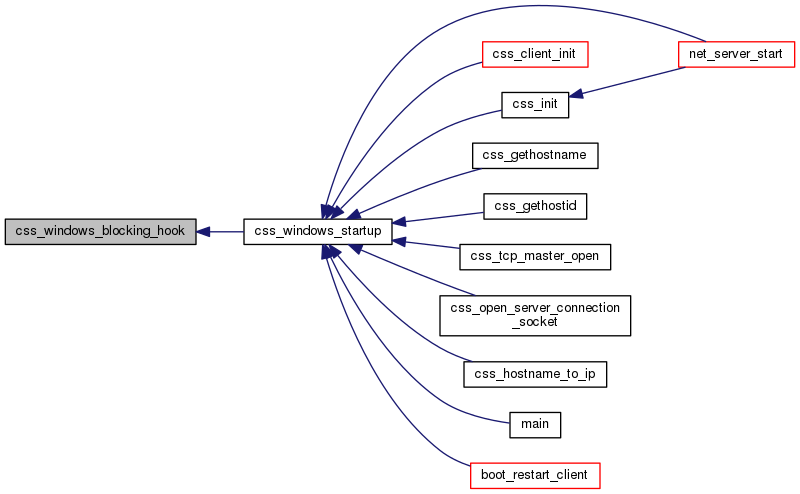 css_windows_blocking_hook
css_windows_startup
net_server_start
css_client_init
css_init
css_gethostname
css_gethostid
css_tcp_master_open
css_open_server_connection
_socket
css_hostname_to_ip
main
boot_restart_client